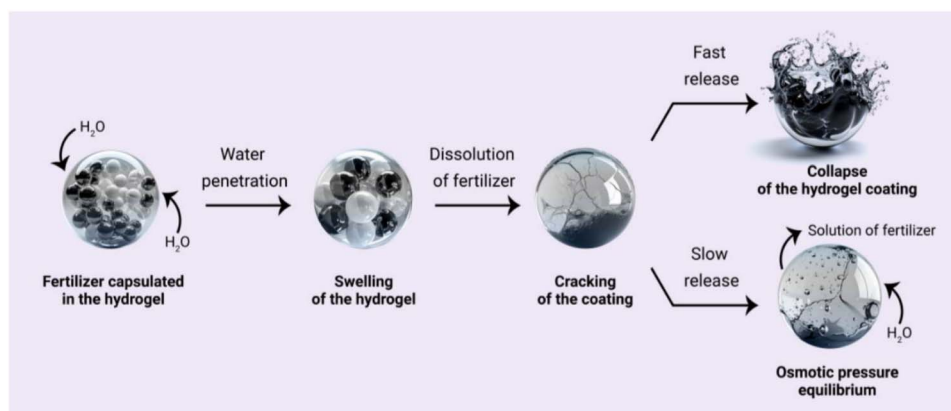 H₂O
H₂O
Fertilizer capsulated
in the hydrogel
Water
penetration
Swelling
of the hydrogel
Dissolution
of fertilizer
Cracking
of the coating
Fast
release
Collapse
of the hydrogel coating
Slow
release
Solution of fertilizer
H₂O
Osmotic pressure
equilibrium